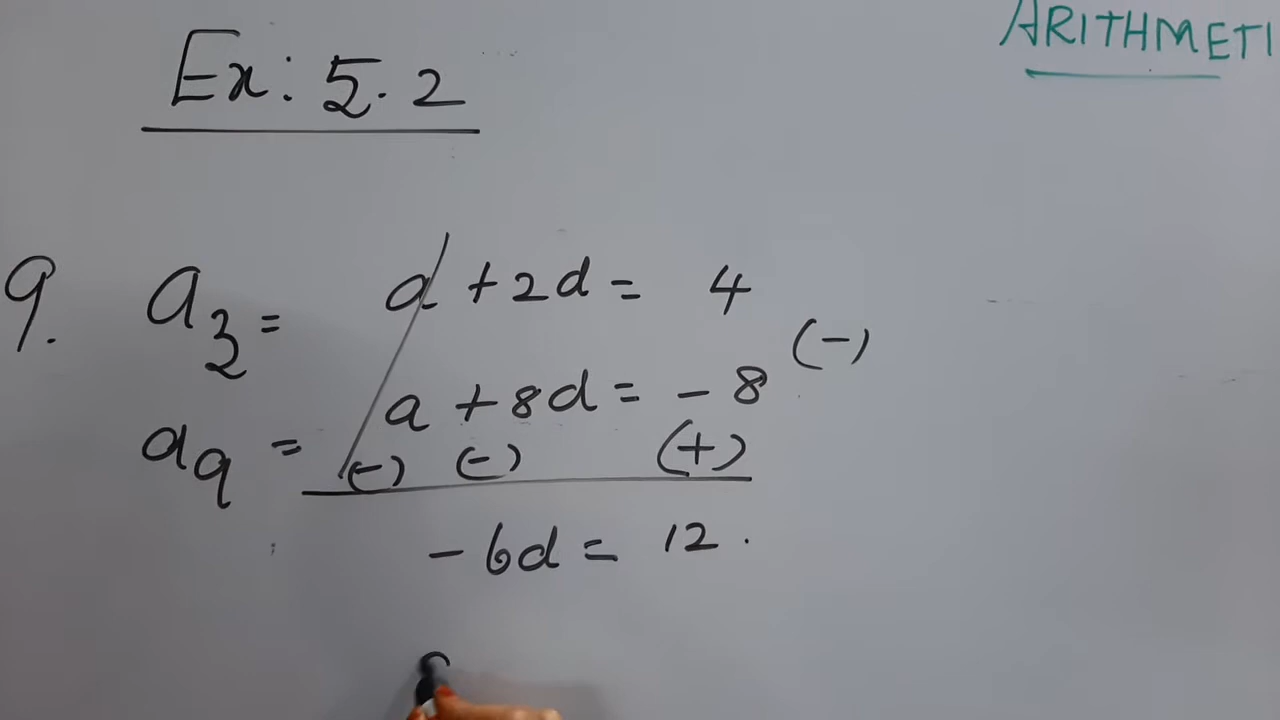 ARITHMETI
Ex: 5.2
9. a3 = a + 2d = 4
(-)
a9 = a + 8d = - 8
(-) (-) (+)
- 6d = 12.